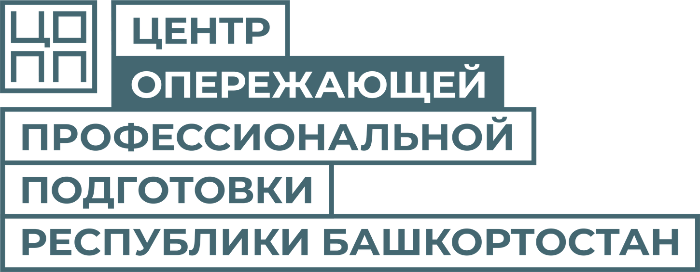 ЦО
ПП
ЦЕНТР
ОПЕРЕЖАЮЩЕЙ
ПРОФЕССИОНАЛЬНОЙ
ПОДГОТОВКИ
РЕСПУБЛИКИ БАШКОРТОСТАН